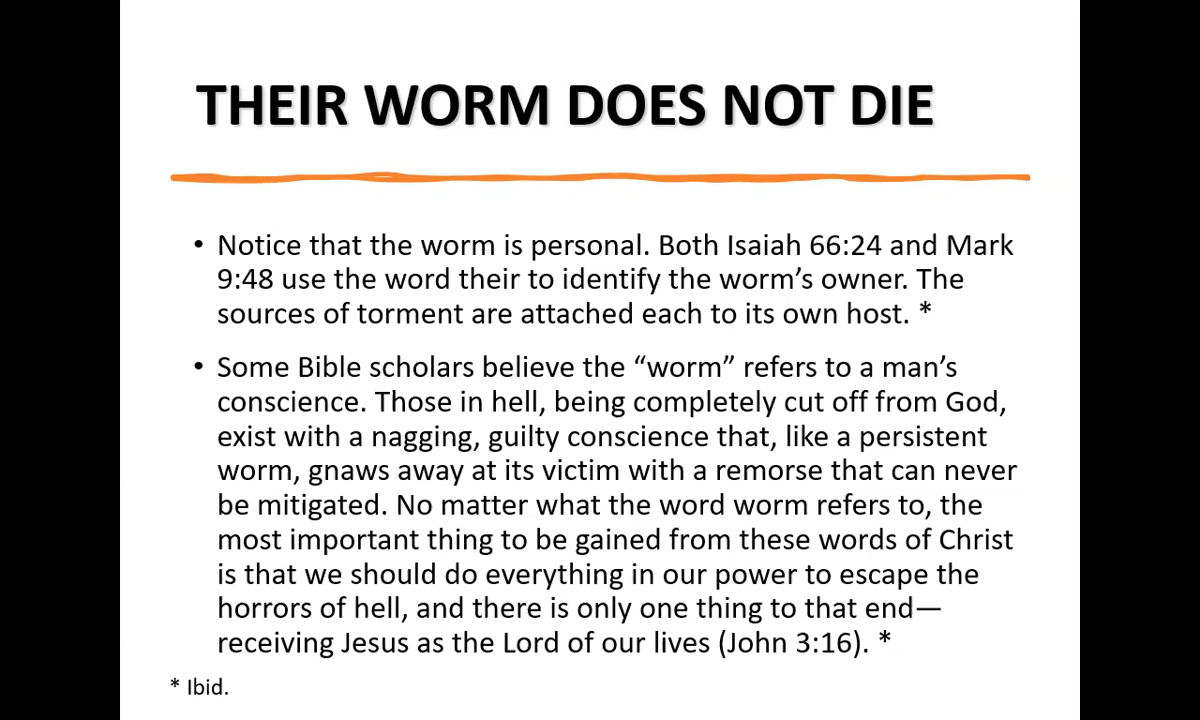 THEIR WORM DOES NOT DIE
• Notice that the worm is personal. Both Isaiah 66:24 and Mark
9:48 use the word their to identify the worm’s owner. The
sources of torment are attached each to its own host. *
• Some Bible scholars believe the “worm” refers to a man’s
conscience. Those in hell, being completely cut off from God,
exist with a nagging, guilty conscience that, like a persistent
worm, gnaws away at its victim with a remorse that can never
be mitigated. No matter what the word worm refers to, the
most important thing to be gained from these words of Christ
is that we should do everything in our power to escape the
horrors of hell, and there is only one thing to that end—
receiving Jesus as the Lord of our lives (John 3:16). *
* Ibid.